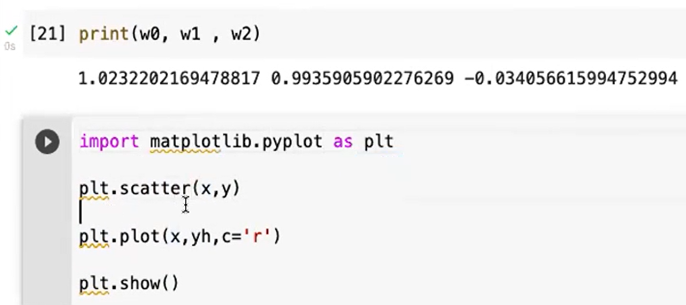 [21] print(w0, w1 , w2)
0s
1.0232202169478817 0.9935905902276269 -0.034056615994752994
import matplotlib.pyplot as plt
plt.scatter(x,y)
plt.plot(x,yh,c='r')
plt.show()